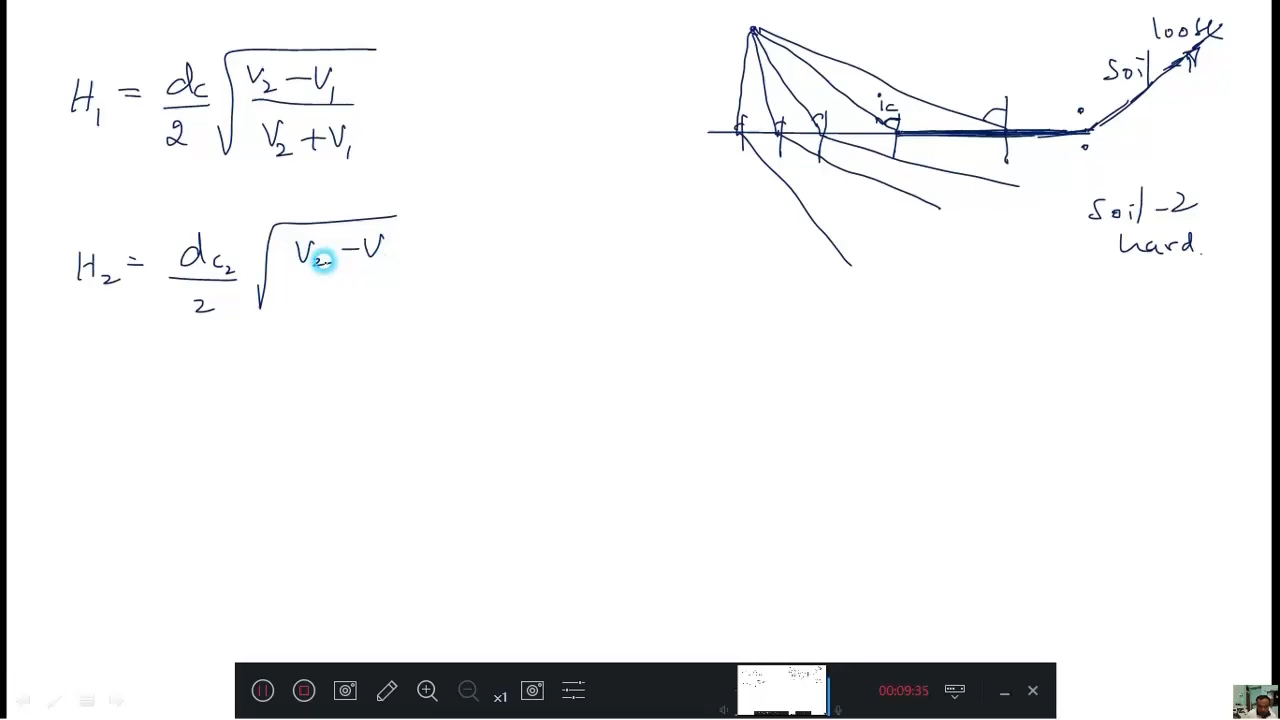 H₁ = dc/2 √((V₂ − V₁)/(V₂ + V₁))
H₂ = dc₂/2 √(V₂ − V
ic
soil loose
soil-2
hard.
x1
00:09:35